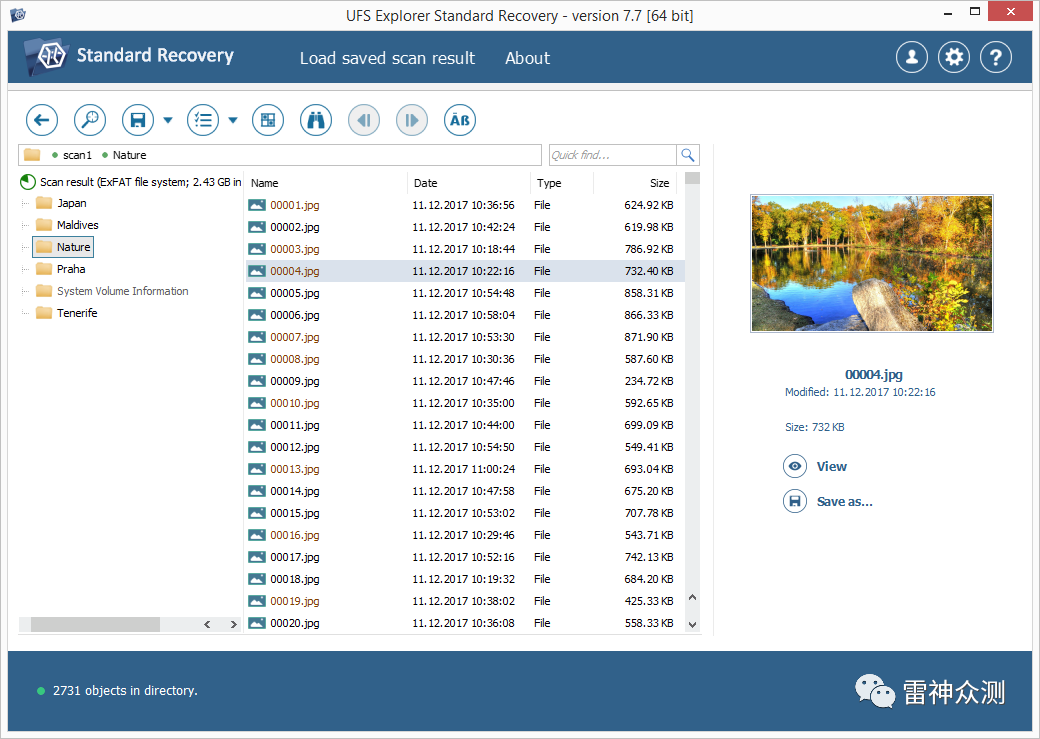 UFS Explorer Standard Recovery - version 7.7 [64 bit]
Standard Recovery
Load saved scan result
About
?
Äß
scan1 Nature
Quick find...
Scan result (ExFAT file system; 2.43 GB in
Japan
Maldives
Nature
Praha
System Volume Information
Tenerife
Name Date Type Size
00001.jpg 11.12.2017 10:36:56 File 624.92 KB
00002.jpg 11.12.2017 10:42:24 File 619.98 KB
00003.jpg 11.12.2017 10:18:44 File 786.92 KB
00004.jpg 11.12.2017 10:22:16 File 732.40 KB
00005.jpg 11.12.2017 10:54:48 File 858.31 KB
00006.jpg 11.12.2017 10:58:04 File 866.33 KB
00007.jpg 11.12.2017 10:53:30 File 871.90 KB
00008.jpg 11.12.2017 10:30:36 File 587.60 KB
00009.jpg 11.12.2017 10:47:46 File 234.72 KB
00010.jpg 11.12.2017 10:35:00 File 592.65 KB
00011.jpg 11.12.2017 10:44:00 File 699.09 KB
00012.jpg 11.12.2017 10:54:50 File 549.41 KB
00013.jpg 11.12.2017 11:00:24 File 693.04 KB
00014.jpg 11.12.2017 10:47:58 File 675.20 KB
00015.jpg 11.12.2017 10:53:02 File 707.78 KB
00016.jpg 11.12.2017 10:29:46 File 543.71 KB
00017.jpg 11.12.2017 10:52:16 File 742.13 KB
00018.jpg 11.12.2017 10:19:32 File 684.20 KB
00019.jpg 11.12.2017 10:38:02 File 425.33 KB
00020.jpg 11.12.2017 10:36:08 File 558.33 KB
00004.jpg
Modified: 11.12.2017 10:22:16
Size: 732 KB
View
Save as...
2731 objects in directory.
雷神众测